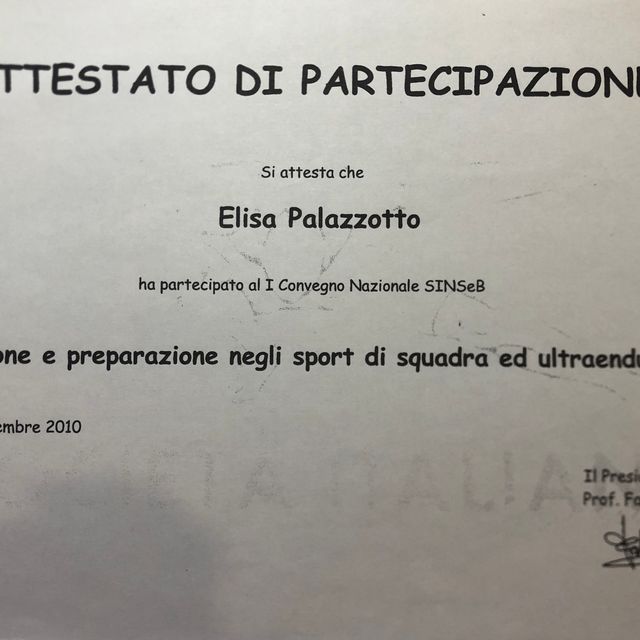 TTESTATO DI PARTECIPAZIONE
Si attesta che
Elisa Palazzotto
ha partecipato al I Convegno Nazionale SINSeB
one e preparazione negli sport di squadra ed ultraendu
embre 2010
Il Presi
Prof. Fa